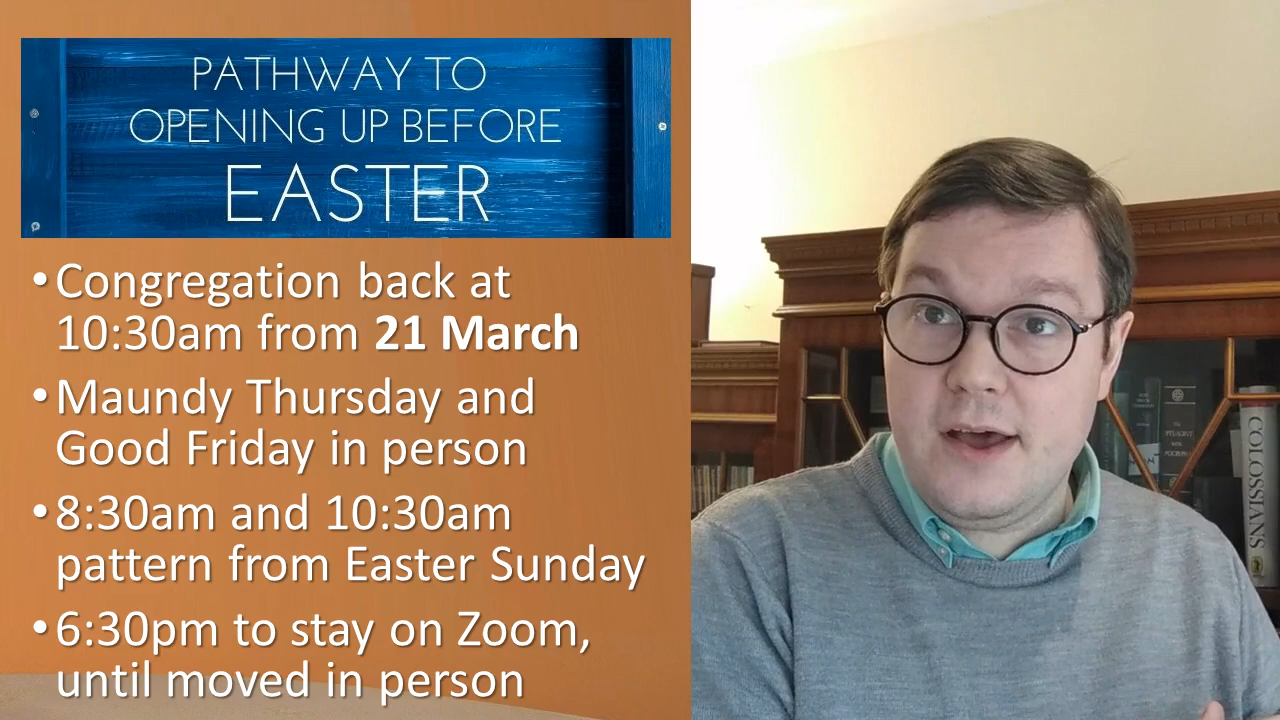 PATHWAY TO
OPENING UP BEFORE
EASTER
• Congregation back at
10:30am from 21 March
• Maundy Thursday and
Good Friday in person
• 8:30am and 10:30am
pattern from Easter Sunday
• 6:30pm to stay on Zoom,
until moved in person
COLOSSIANS